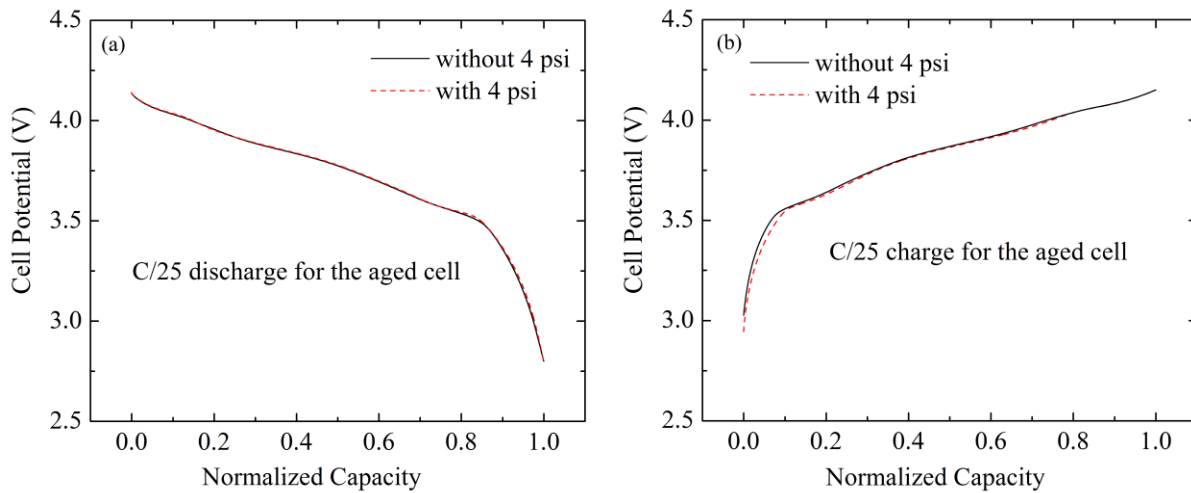 (a)
without 4 psi
with 4 psi
C/25 discharge for the aged cell
Cell Potential (V)
4.5
4.0
3.5
3.0
2.5
0.0 0.2 0.4 0.6 0.8 1.0
Normalized Capacity
(b)
without 4 psi
with 4 psi
C/25 charge for the aged cell
Cell Potential (V)
4.5
4.0
3.5
3.0
2.5
0.0 0.2 0.4 0.6 0.8 1.0
Normalized Capacity